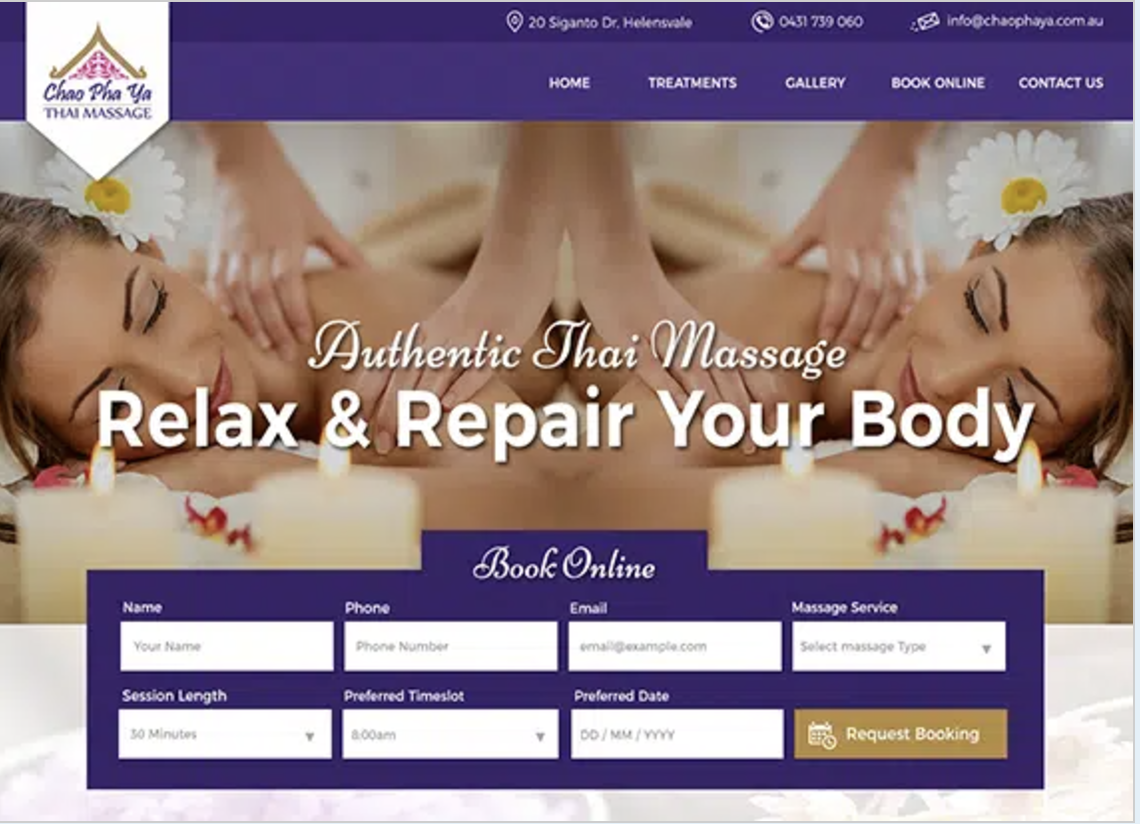 20 Siganto Dr, Helensvale
0431 739 060
info@chaophaya.com.au
Chao Pha Ya
THAI MASSAGE
HOME
TREATMENTS
GALLERY
BOOK ONLINE
CONTACT US
Authentic Thai Massage
Relax & Repair Your Body
Book Online
Name
Phone
Email
Massage Service
Your Name
Phone Number
email@example.com
Select massage Type
Session Length
Preferred Timeslot
Preferred Date
30 Minutes
8:00am
DD / MM / YYYY
Request Booking